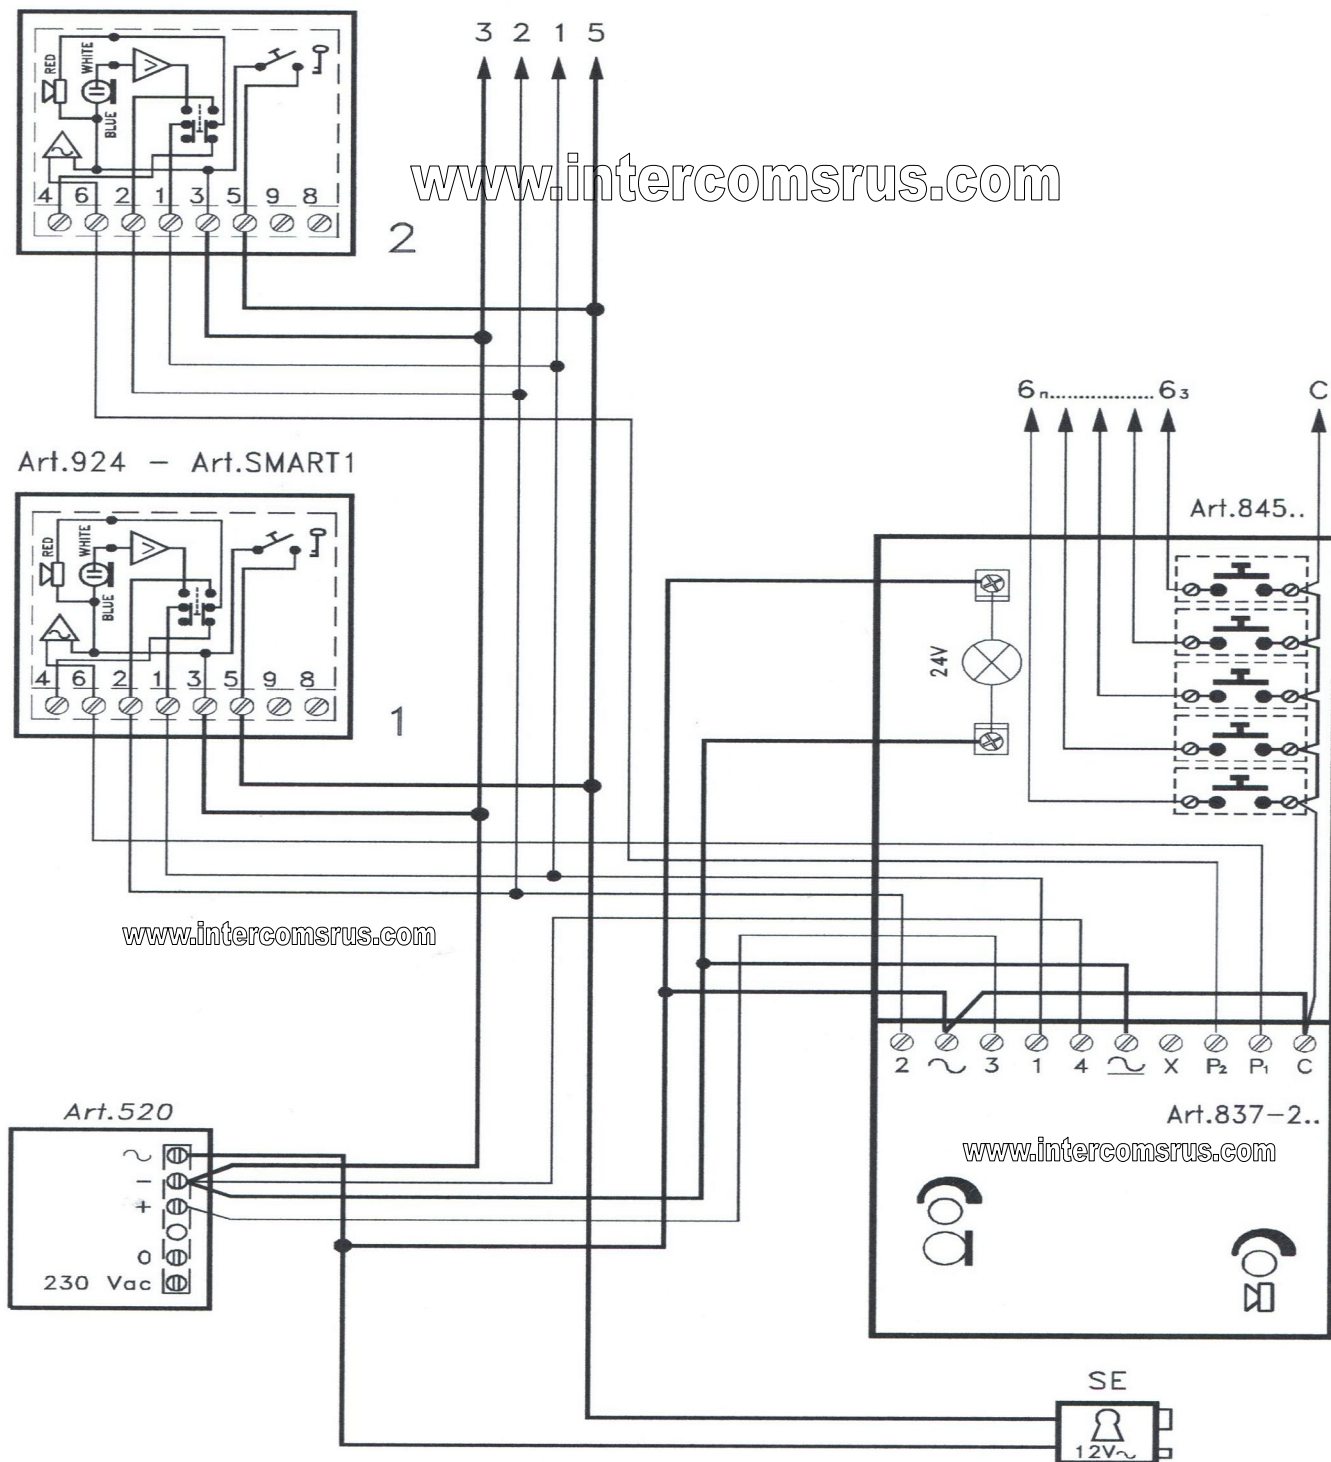 3 2 1 5
RED
WHITE
BLUE
4 6 2 1 3 5 9 8
2
www.intercomsrus.com
6n..................63
C
Art.924 - Art.SMART1
Art.845..
RED
WHITE
BLUE
4 6 2 1 3 5 9 8
1
24V
www.intercomsrus.com
2 ~ 3 1 4 ~ X P2 P1 C
Art.837-2..
www.intercomsrus.com
Art.520
~
-
+
0
230 Vac
SE
12V~